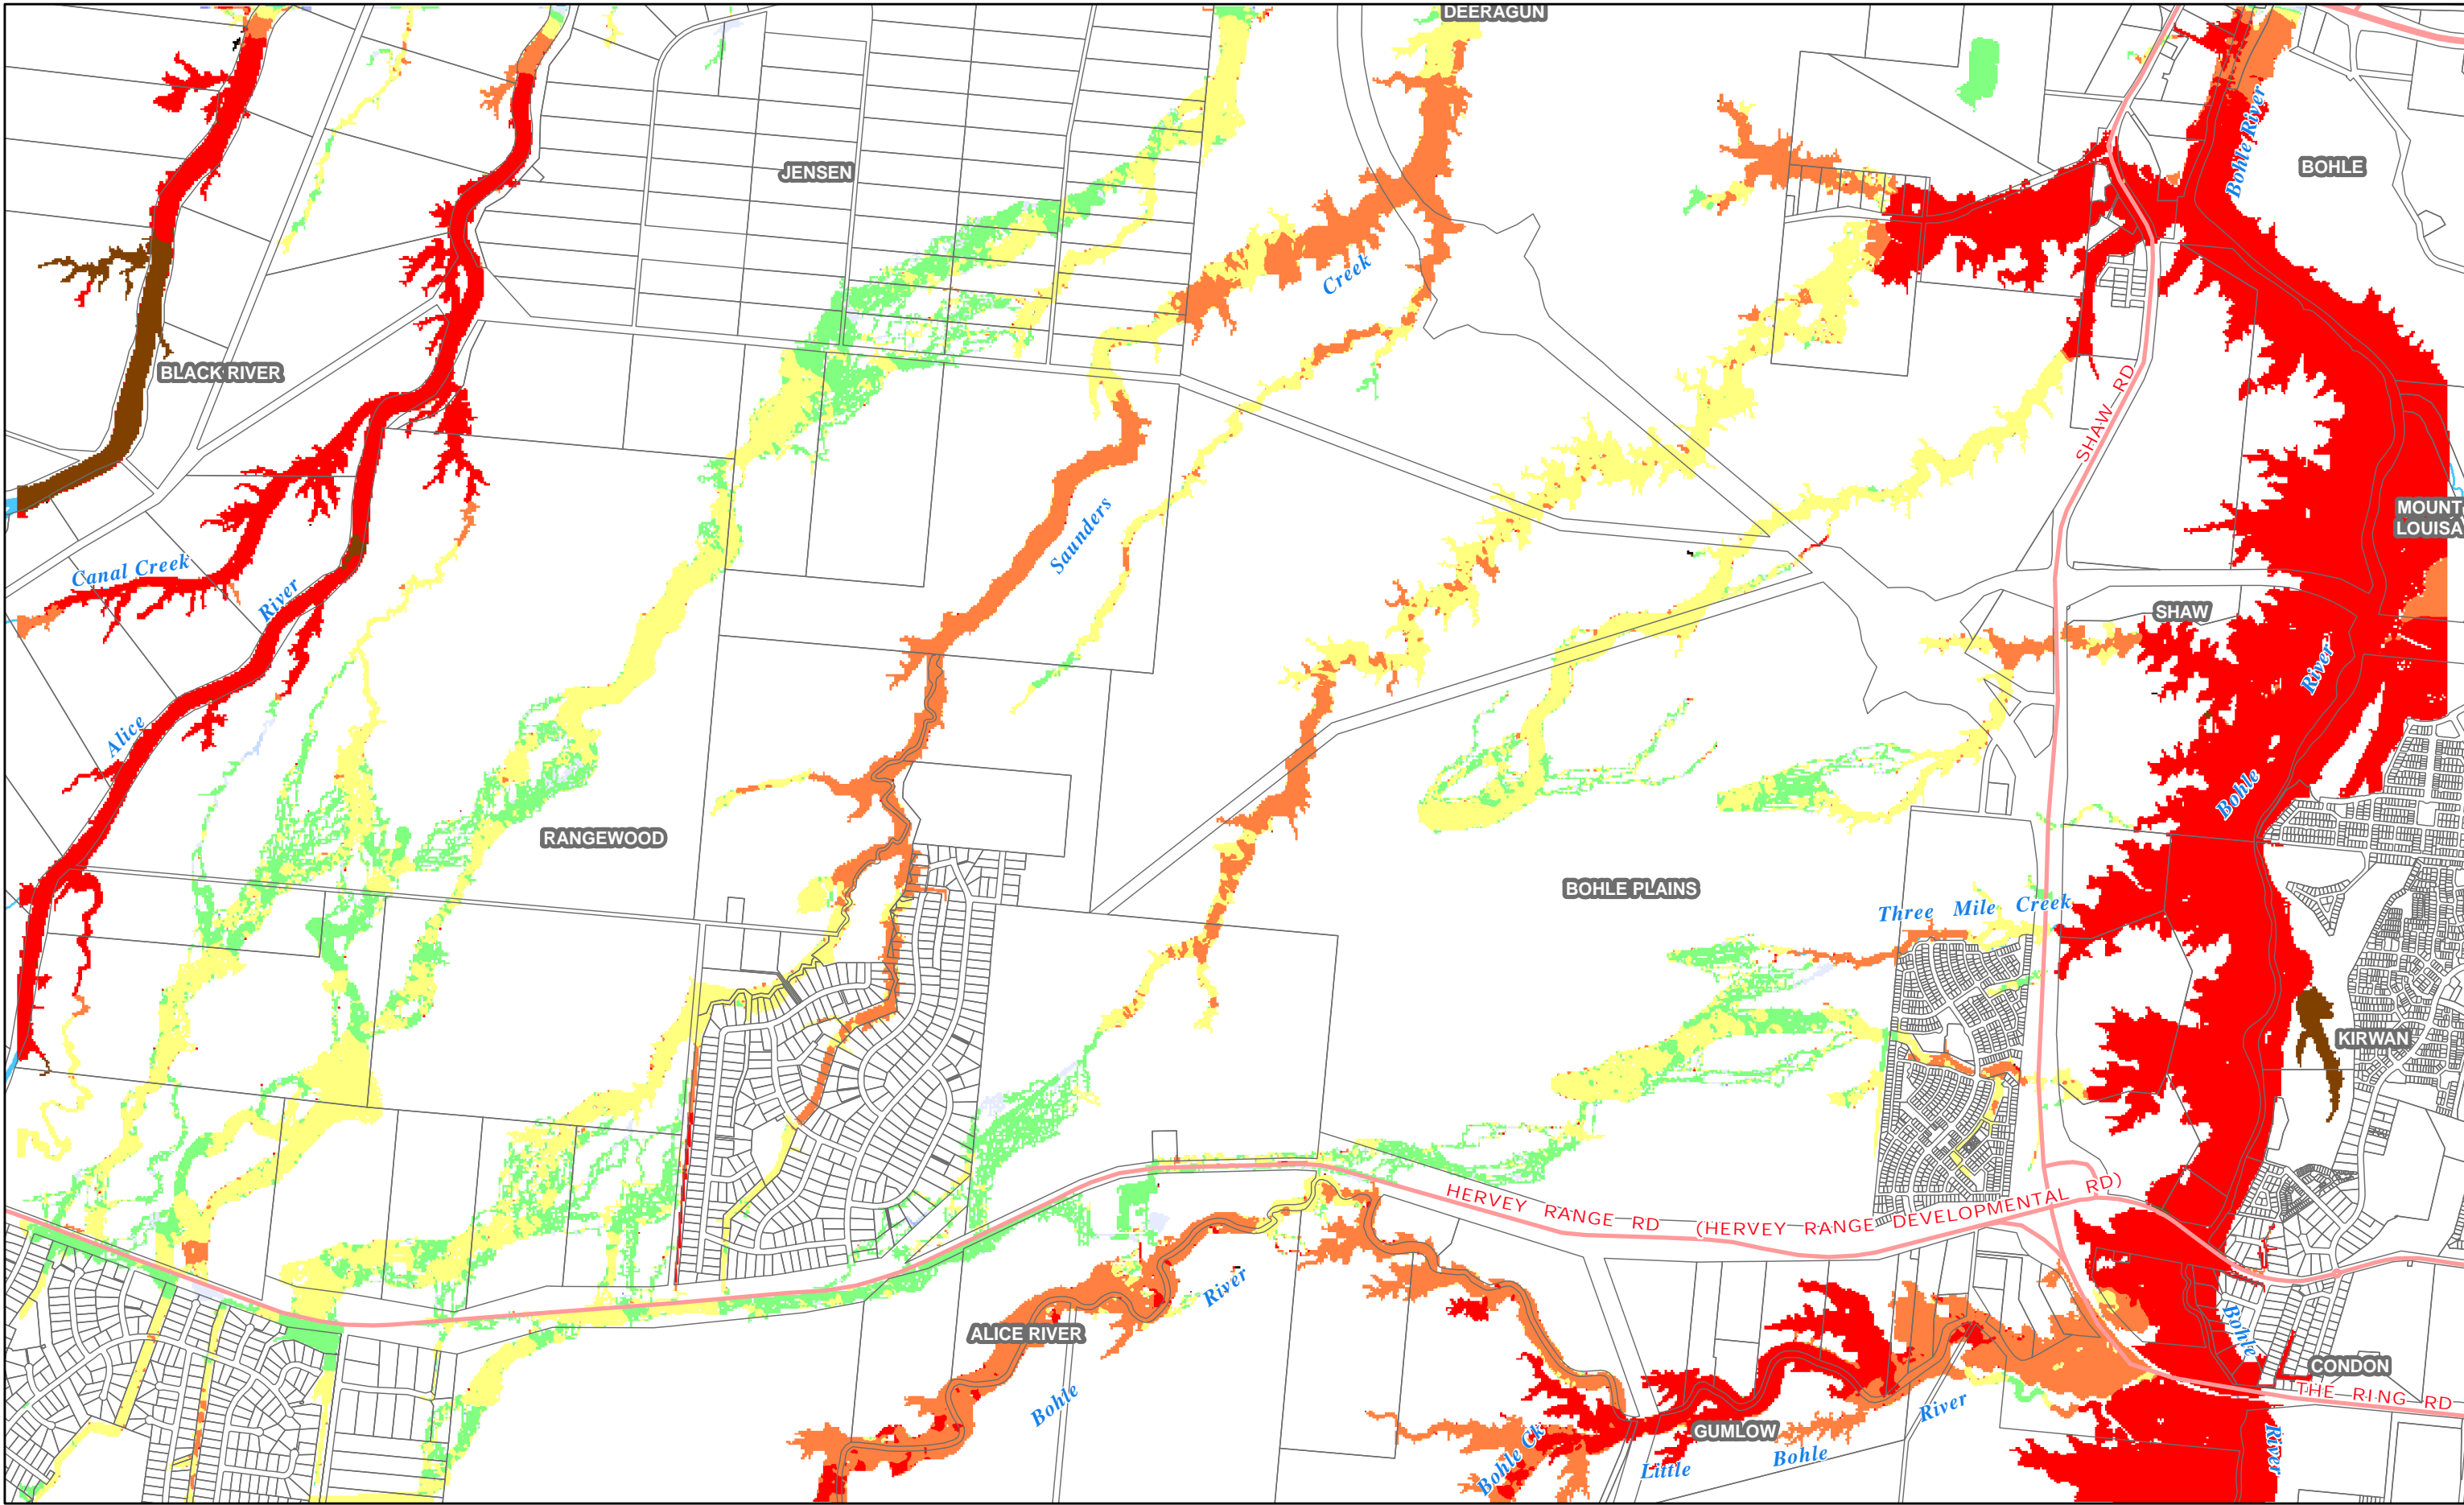 DEERAGUN
Bohle River
BOHLE
JENSEN
Creek
BLACK RIVER
SHAW RD
MOUNT
LOUISA
Saunders
Canal Creek
River
SHAW
River
Alice
Bohle
RANGEWOOD
BOHLE PLAINS
Three Mile Creek
KIRWAN
HERVEY RANGE RD (HERVEY RANGE DEVELOPMENTAL RD)
River
ALICE RIVER
Bohle
Bohle
CONDON
THE RING RD
River
GUMLOW
Bohle Ck
Little
Bohle
River